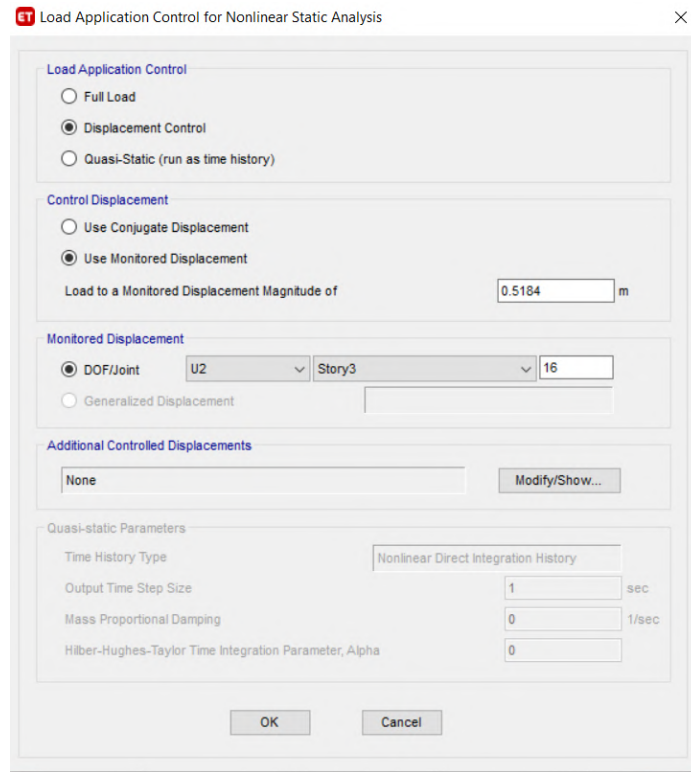 ET Load Application Control for Nonlinear Static Analysis
Load Application Control
Full Load
Displacement Control
Quasi-Static (run as time history)
Control Displacement
Use Conjugate Displacement
Use Monitored Displacement
Load to a Monitored Displacement Magnitude of 0.5184 m
Monitored Displacement
DOF/Joint U2 Story3 16
Generalized Displacement
Additional Controlled Displacements
None Modify/Show...
Quasi-static Parameters
Time History Type Nonlinear Direct Integration History
Output Time Step Size 1 sec
Mass Proportional Damping 0 1/sec
Hilber-Hughes-Taylor Time Integration Parameter, Alpha 0
OK Cancel